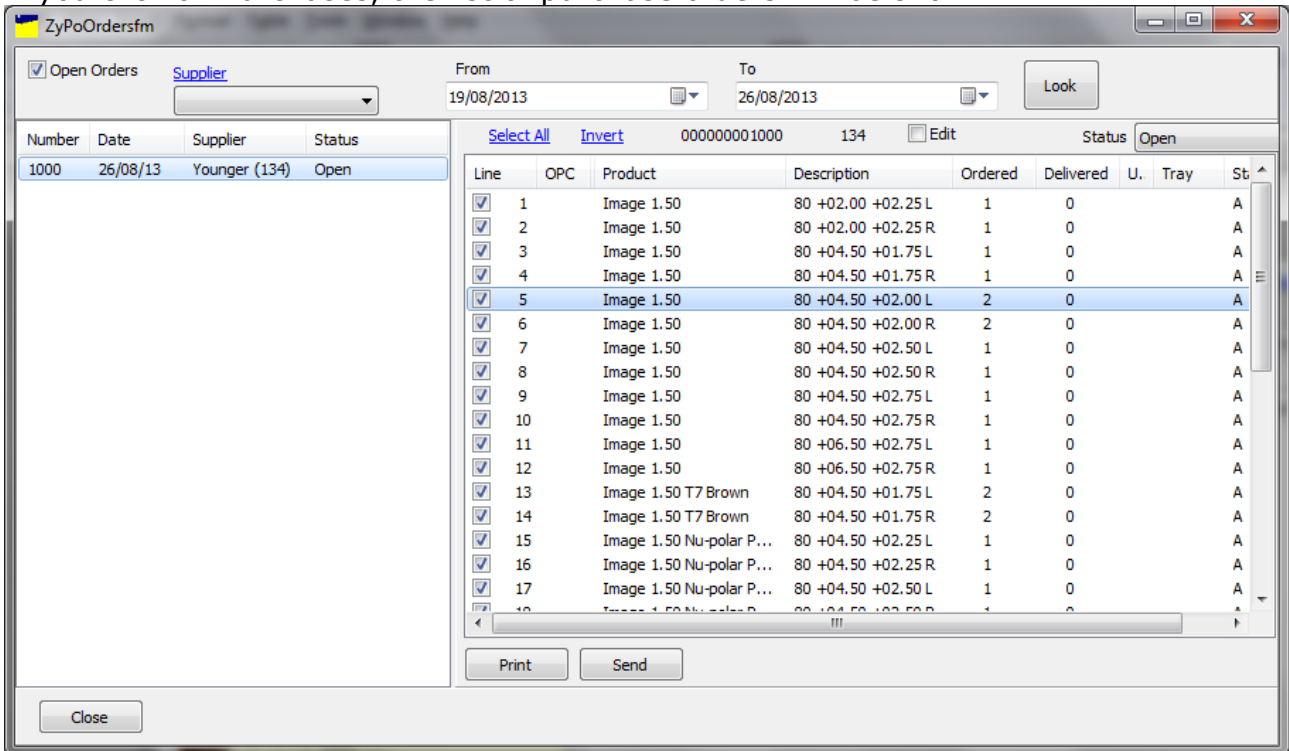 ZyPoOrdersfm
Open Orders Supplier From To Look
19/08/2013 26/08/2013
Number Date Supplier Status
1000 26/08/13 Younger (134) Open
Select All Invert 000000001000 134 Edit Status Open
Line OPC Product Description Ordered Delivered U. Tray St
1 Image 1.50 80 +02.00 +02.25 L 1 0 A
2 Image 1.50 80 +02.00 +02.25 R 1 0 A
3 Image 1.50 80 +04.50 +01.75 L 1 0 A
4 Image 1.50 80 +04.50 +01.75 R 1 0 A
5 Image 1.50 80 +04.50 +02.00 L 2 0 A
6 Image 1.50 80 +04.50 +02.00 R 2 0 A
7 Image 1.50 80 +04.50 +02.50 L 1 0 A
8 Image 1.50 80 +04.50 +02.50 R 1 0 A
9 Image 1.50 80 +04.50 +02.75 L 1 0 A
10 Image 1.50 80 +04.50 +02.75 R 1 0 A
11 Image 1.50 80 +06.50 +02.75 L 1 0 A
12 Image 1.50 80 +06.50 +02.75 R 1 0 A
13 Image 1.50 T7 Brown 80 +04.50 +01.75 L 2 0 A
14 Image 1.50 T7 Brown 80 +04.50 +01.75 R 2 0 A
15 Image 1.50 Nu-polar P... 80 +04.50 +02.25 L 1 0 A
16 Image 1.50 Nu-polar P... 80 +04.50 +02.25 R 1 0 A
17 Image 1.50 Nu-polar P... 80 +04.50 +02.50 L 1 0 A
Print Send
Close